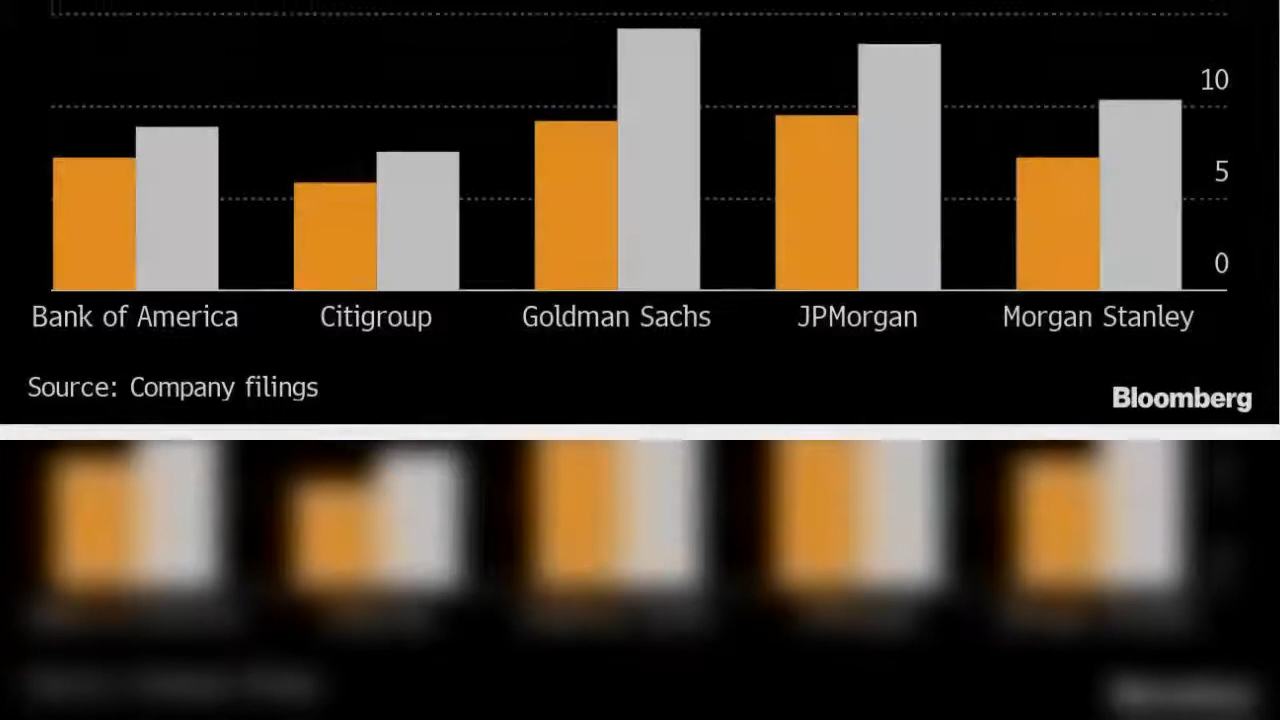 10
5
0
Bank of America Citigroup Goldman Sachs JPMorgan Morgan Stanley
Source: Company filings
Bloomberg